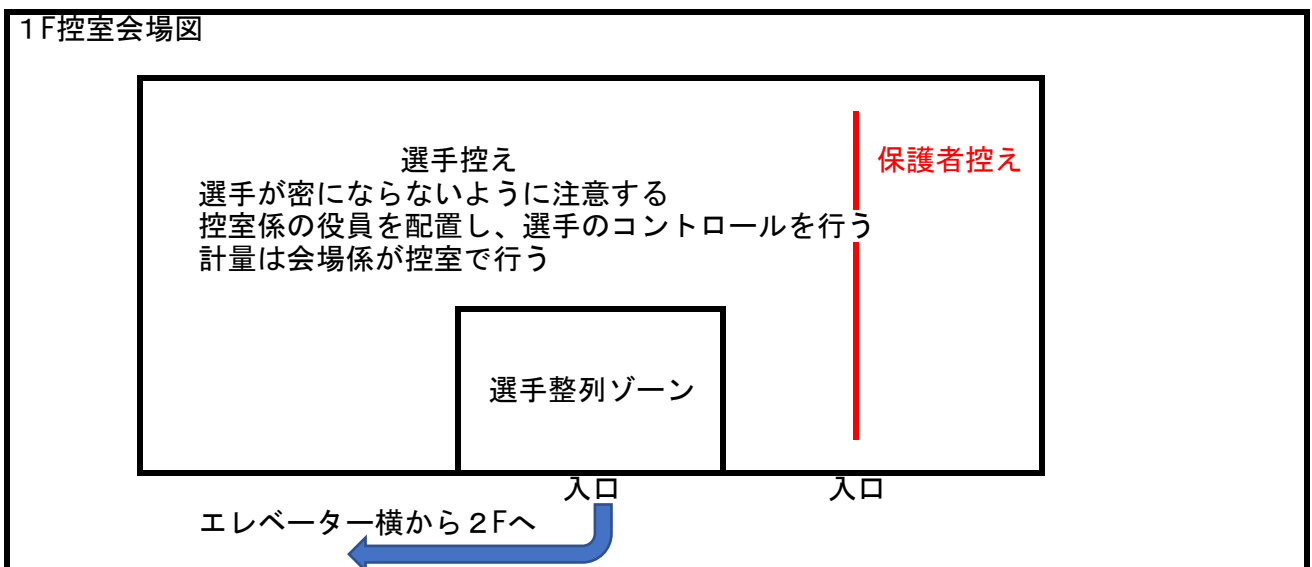 １F控室会場図
選手控え
保護者控え
選手が密にならないように注意する
控室係の役員を配置し、選手のコントロールを行う
計量は会場係が控室で行う
選手整列ゾーン
入口
入口
エレベーター横から２Fへ